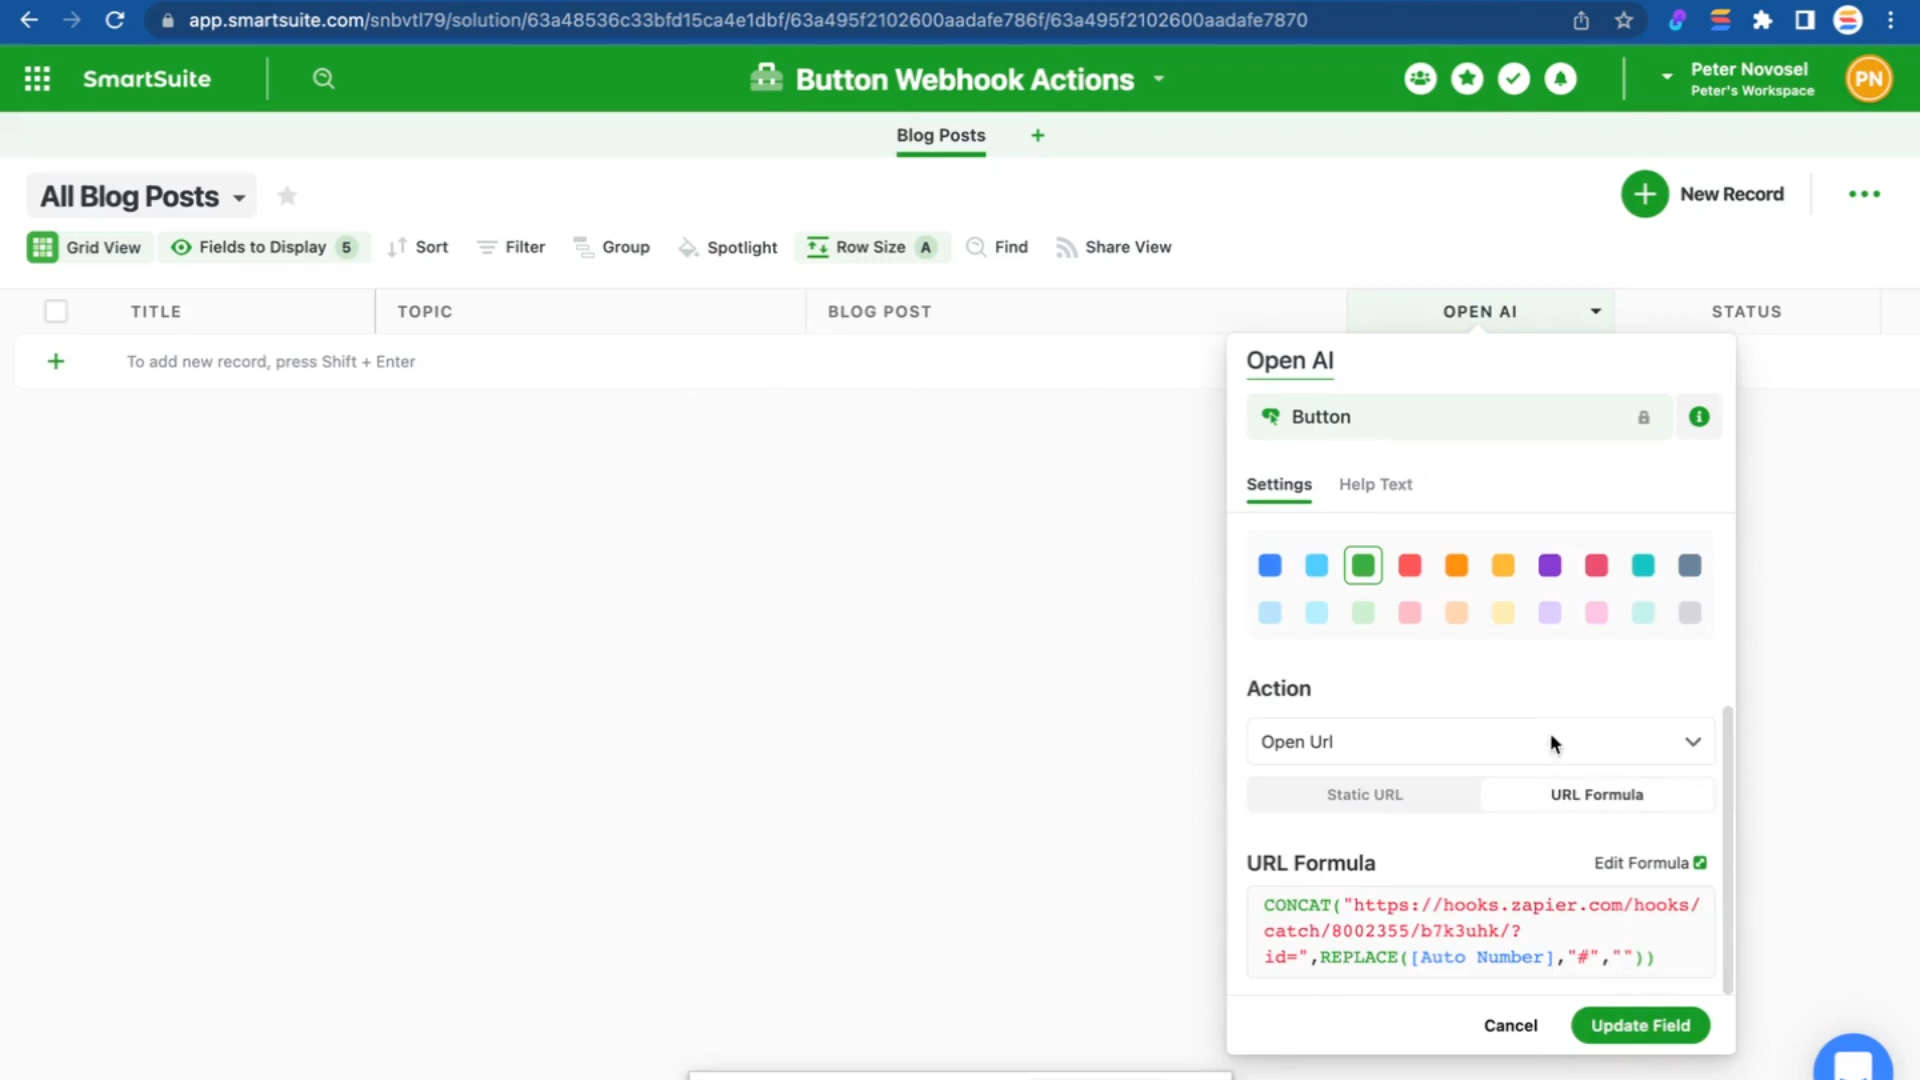 app.smartsuite.com/snbvtl79/solution/63a48536c33bfd15ca4e1dbf/63a495f2102600aadafe786f/63a495f2102600aadafe7870
SmartSuite
Button Webhook Actions
Peter Novosel
Peter's Workspace
PN
Blog Posts
+
All Blog Posts
New Record
Grid View
Fields to Display 5
Sort
Filter
Group
Spotlight
Row Size A
Find
Share View
TITLE
TOPIC
BLOG POST
OPEN AI
STATUS
+
To add new record, press Shift + Enter
Open AI
Button
Settings
Help Text
Action
Open Url
Static URL
URL Formula
URL Formula
Edit Formula
CONCAT("https://hooks.zapier.com/hooks/
catch/8002355/b7k3uhk/?
id=",REPLACE([Auto Number],"#",""))
Cancel
Update Field